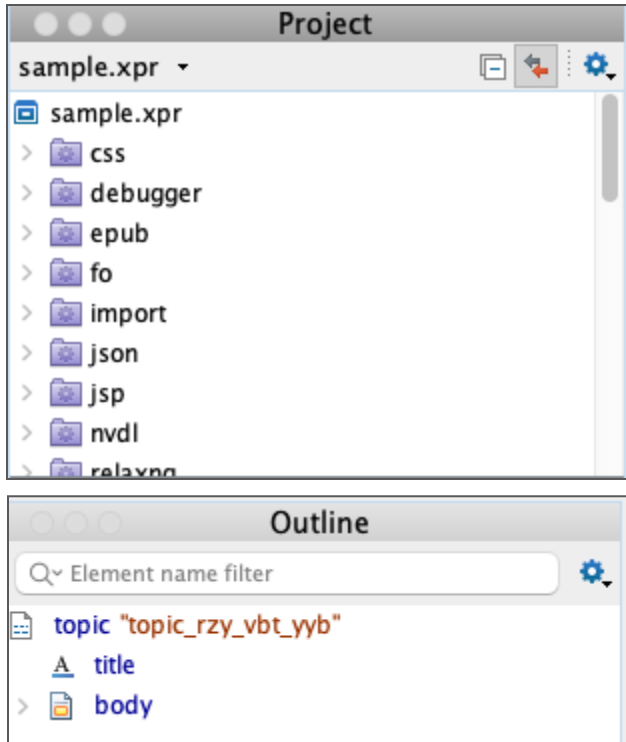 Project
sample.xpr
sample.xpr
css
debugger
epub
fo
import
json
jsp
nvdl
relaxng
Outline
Element name filter
topic "topic_rzy_vbt_yyb"
title
body